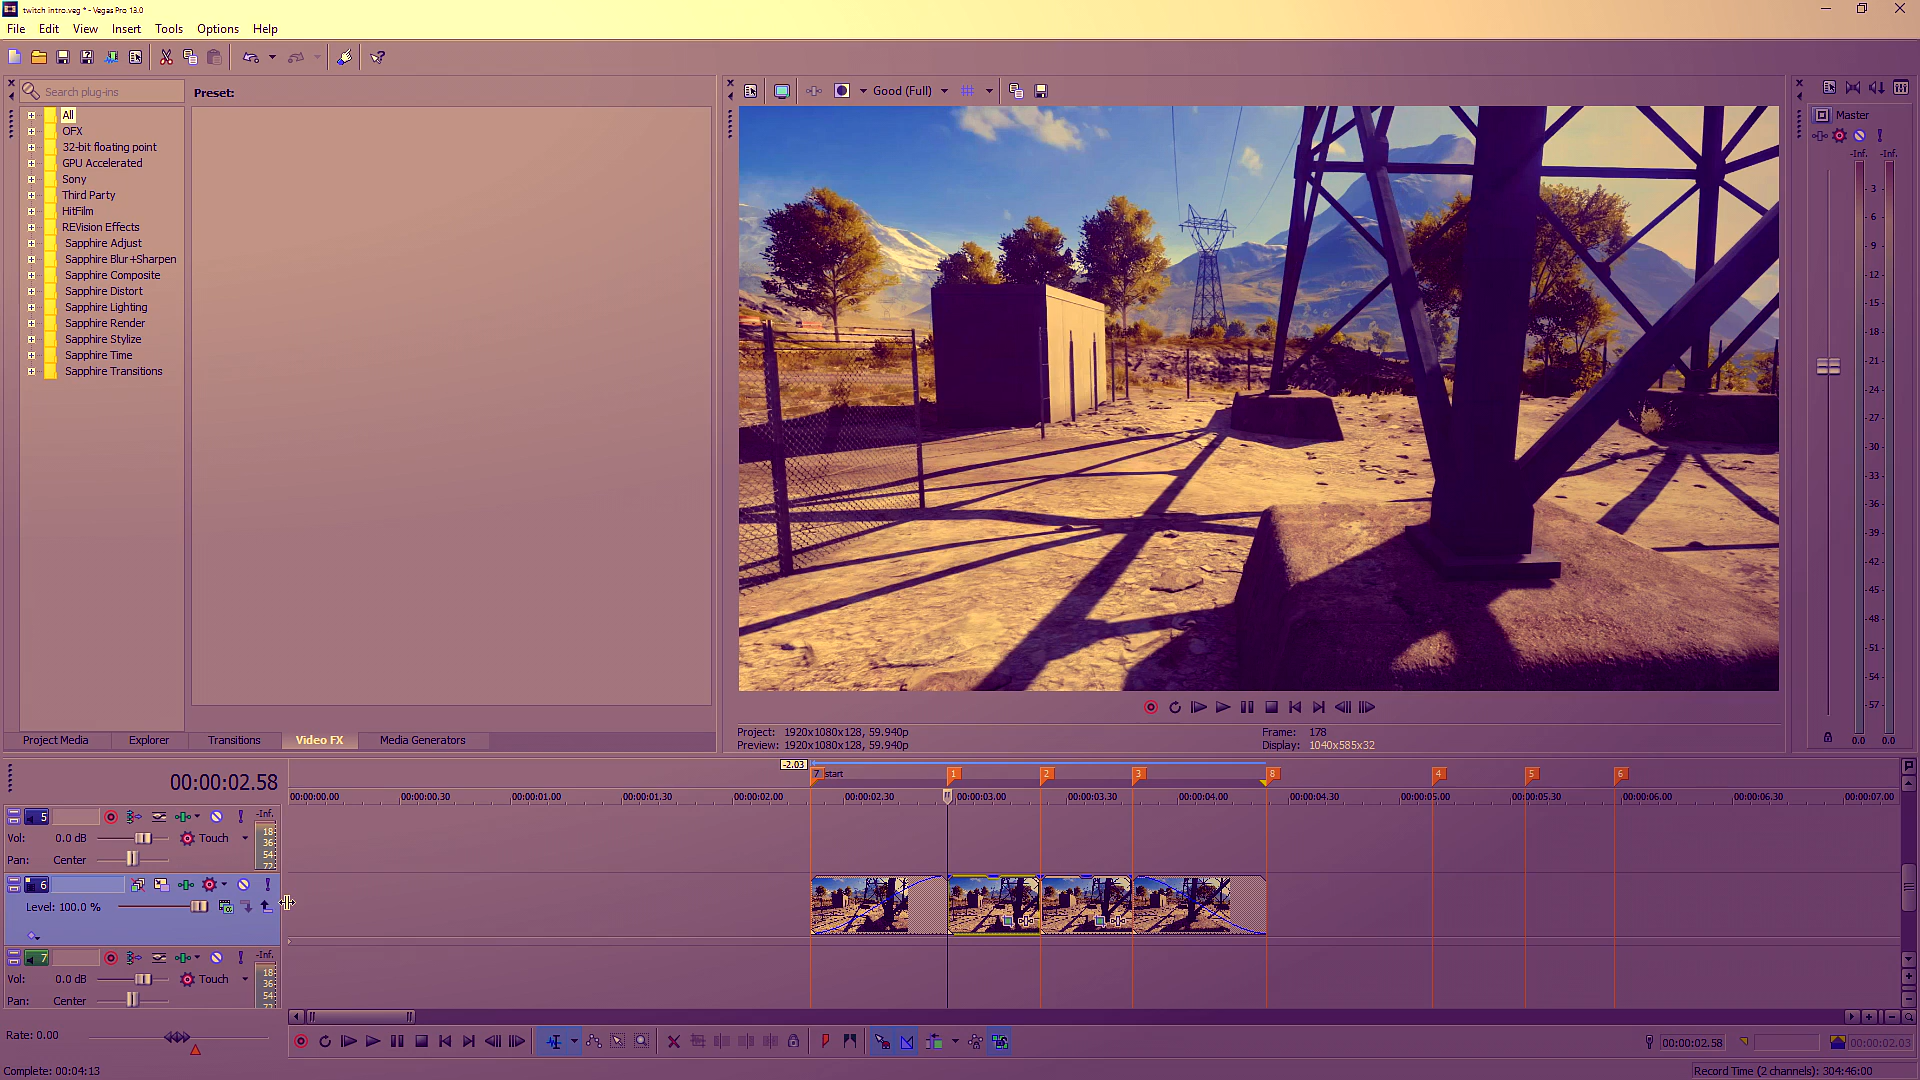 twitch intro.veg * - Vegas Pro 13.0
File Edit View Insert Tools Options Help
Search plug-ins
Preset:
All
OFX
32-bit floating point
GPU Accelerated
Sony
Third Party
HitFilm
REVision Effects
Sapphire Adjust
Sapphire Blur+Sharpen
Sapphire Composite
Sapphire Distort
Sapphire Lighting
Sapphire Render
Sapphire Stylize
Sapphire Time
Sapphire Transitions
Project Media Explorer Transitions Video FX Media Generators
Good (Full)
Project: 1920x1080x128, 59.940p Frame: 178
Preview: 1920x1080x128, 59.940p Display: 1040x585x32
Master
-Inf. -Inf.
3
6
9
12
15
18
21
24
27
30
33
36
39
42
45
48
51
54
57
0.0 0.0
00:00:02.58
-2.03
7 start 1 2 3 8 4 5 6
00:00:00.00 00:00:00.30 00:00:01.00 00:00:01.30 00:00:02.00 00:00:02.30 00:00:03.00 00:00:03.30 00:00:04.00 00:00:04.30 00:00:05.00 00:00:05.30 00:00:06.00 00:00:06.30 00:00:07.00
5 -Inf.
Vol: 0.0 dB Touch
Pan: Center
18
36
54
72
6
Level: 100.0 %
7 -Inf.
Vol: 0.0 dB Touch
Pan: Center
18
36
54
72
Rate: 0.00
00:00:02.58 00:00:02.03
Complete: 00:04:13
Record Time (2 channels): 304:46:00